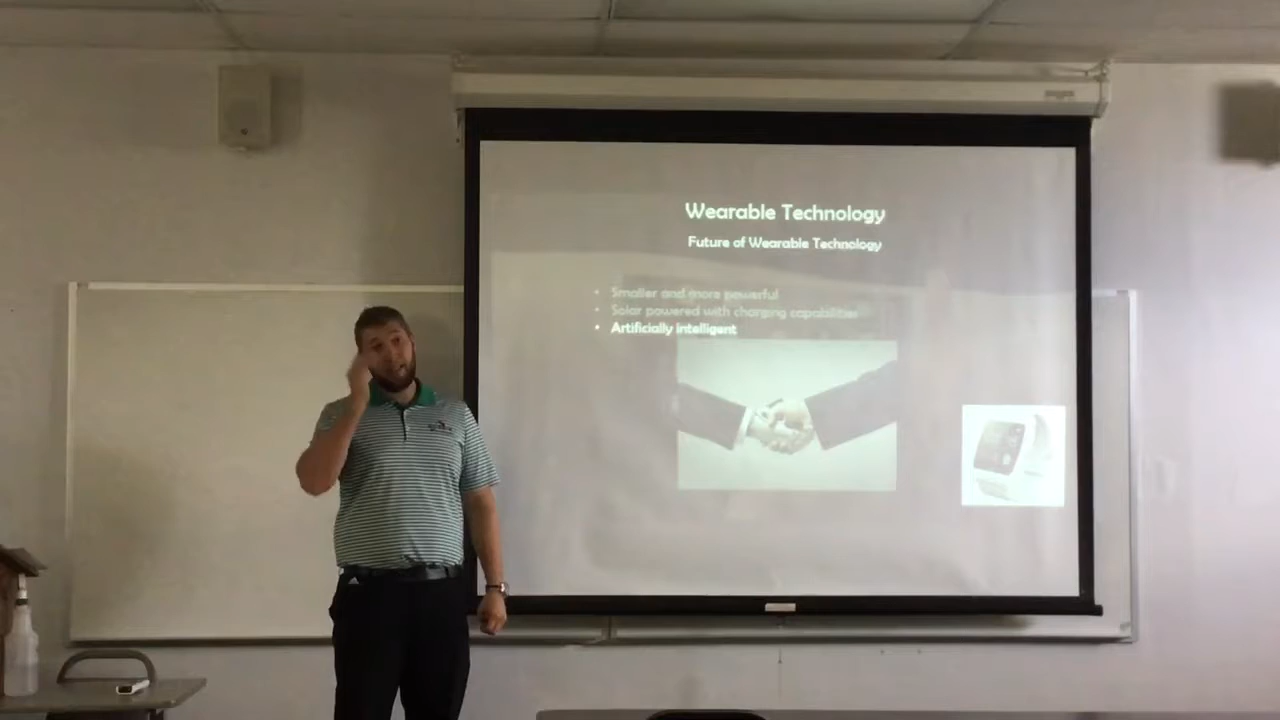 Wearable Technology
Future of Wearable Technology
• Smaller and more powerful
• Solar powered with charging capabilities
• Artificially intelligent